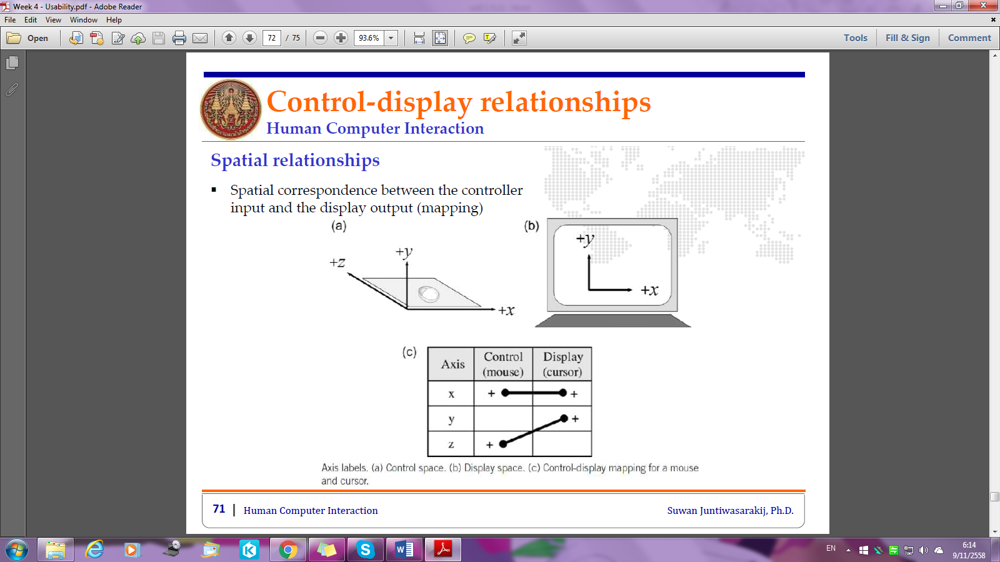 Week 4 - Usability.pdf - Adobe Reader
File Edit View Window Help
Open 72 / 75 93.6% Tools Fill & Sign Comment
Control-display relationships
Human Computer Interaction
Spatial relationships
Spatial correspondence between the controller
input and the display output (mapping)
(a)
+z
+y
+x
(b)
+y
+x
(c)
Axis Control (mouse) Display (cursor)
x + +
y +
z +
Axis labels. (a) Control space. (b) Display space. (c) Control-display mapping for a mouse
and cursor.
71 Human Computer Interaction Suwan Juntiwasarakij, Ph.D.
EN 6:14
9/11/2558